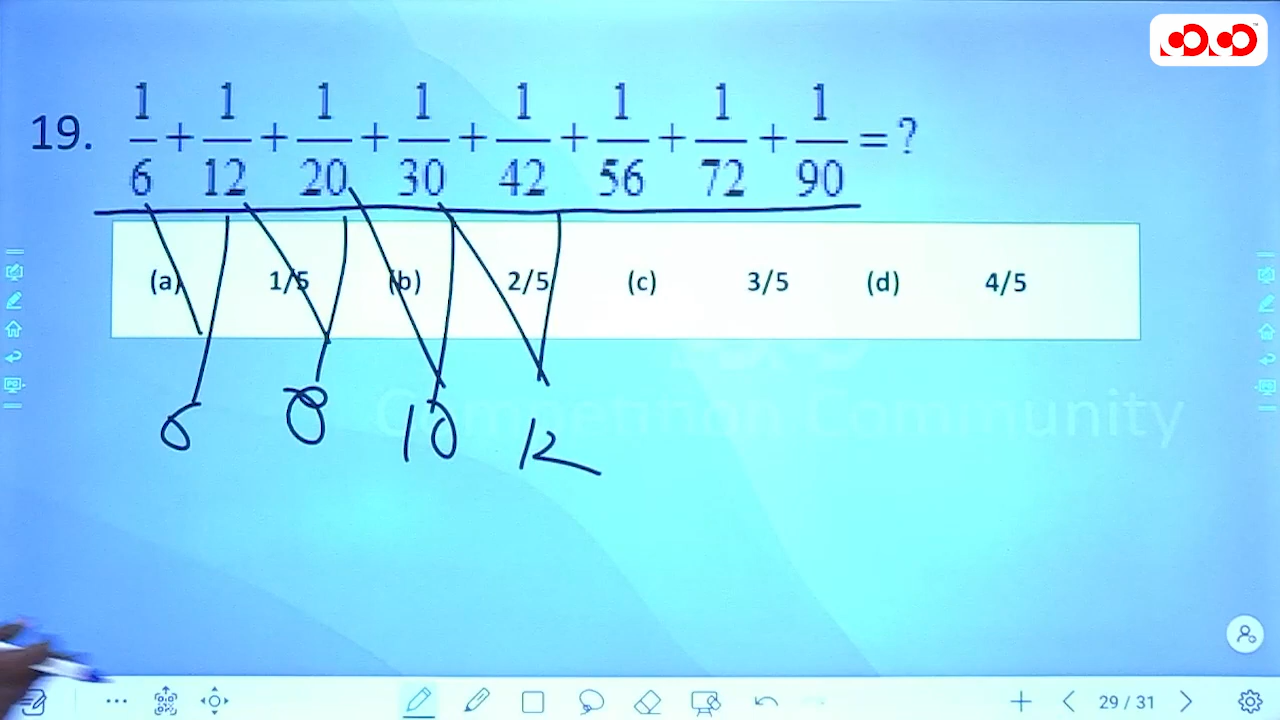 19. 1/6 + 1/12 + 1/20 + 1/30 + 1/42 + 1/56 + 1/72 + 1/90 = ?
(a) 1/5 (b) 2/5 (c) 3/5 (d) 4/5
6 8 10 12
Community
29 / 31